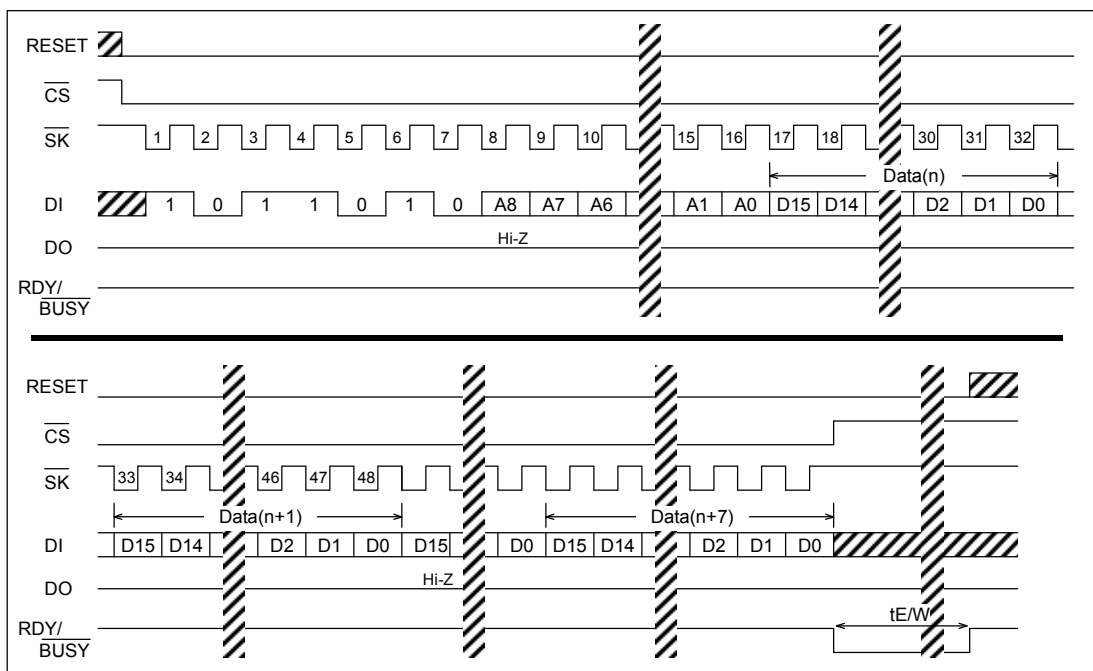 RESET
CS
SK 1 2 3 4 5 6 7 8 9 10 15 16 17 18 30 31 32
Data(n)
DI 1 0 1 1 0 1 0 A8 A7 A6 A1 A0 D15 D14 D2 D1 D0
Hi-Z
DO
RDY/
BUSY
RESET
CS
SK 33 34 46 47 48
Data(n+1) Data(n+7)
DI D15 D14 D2 D1 D0 D15 D0 D15 D14 D2 D1 D0
Hi-Z
DO
tE/W
RDY/
BUSY